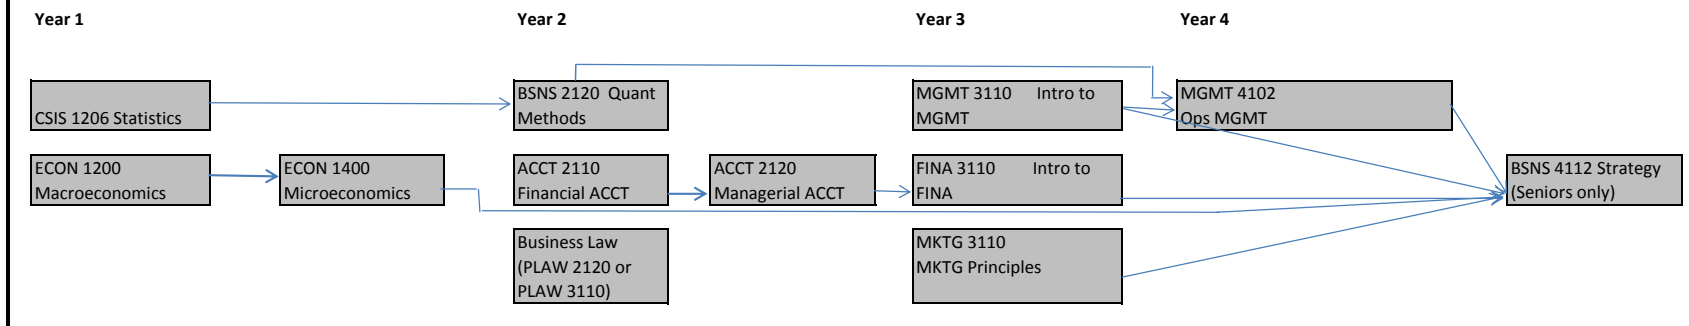 Year 1 Year 2 Year 3 Year 4
CSIS 1206 Statistics
BSNS 2120 Quant
Methods
MGMT 3110 Intro to
MGMT
MGMT 4102
Ops MGMT
ECON 1200
Macroeconomics
ECON 1400
Microeconomics
ACCT 2110
Financial ACCT
ACCT 2120
Managerial ACCT
FINA 3110 Intro to
FINA
BSNS 4112 Strategy
(Seniors only)
Business Law
(PLAW 2120 or
PLAW 3110)
MKTG 3110
MKTG Principles